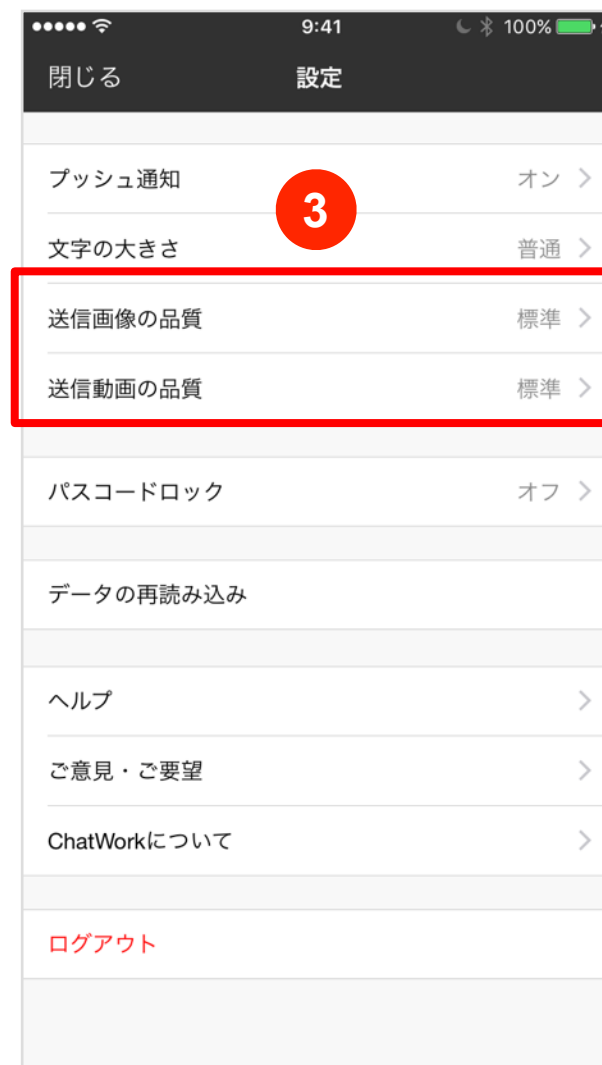 9:41 100%
閉じる 設定
プッシュ通知 オン
3
文字の大きさ 普通
送信画像の品質 標準
送信動画の品質 標準
パスコードロック オフ
データの再読み込み
ヘルプ
ご意見・ご要望
ChatWorkについて
ログアウト